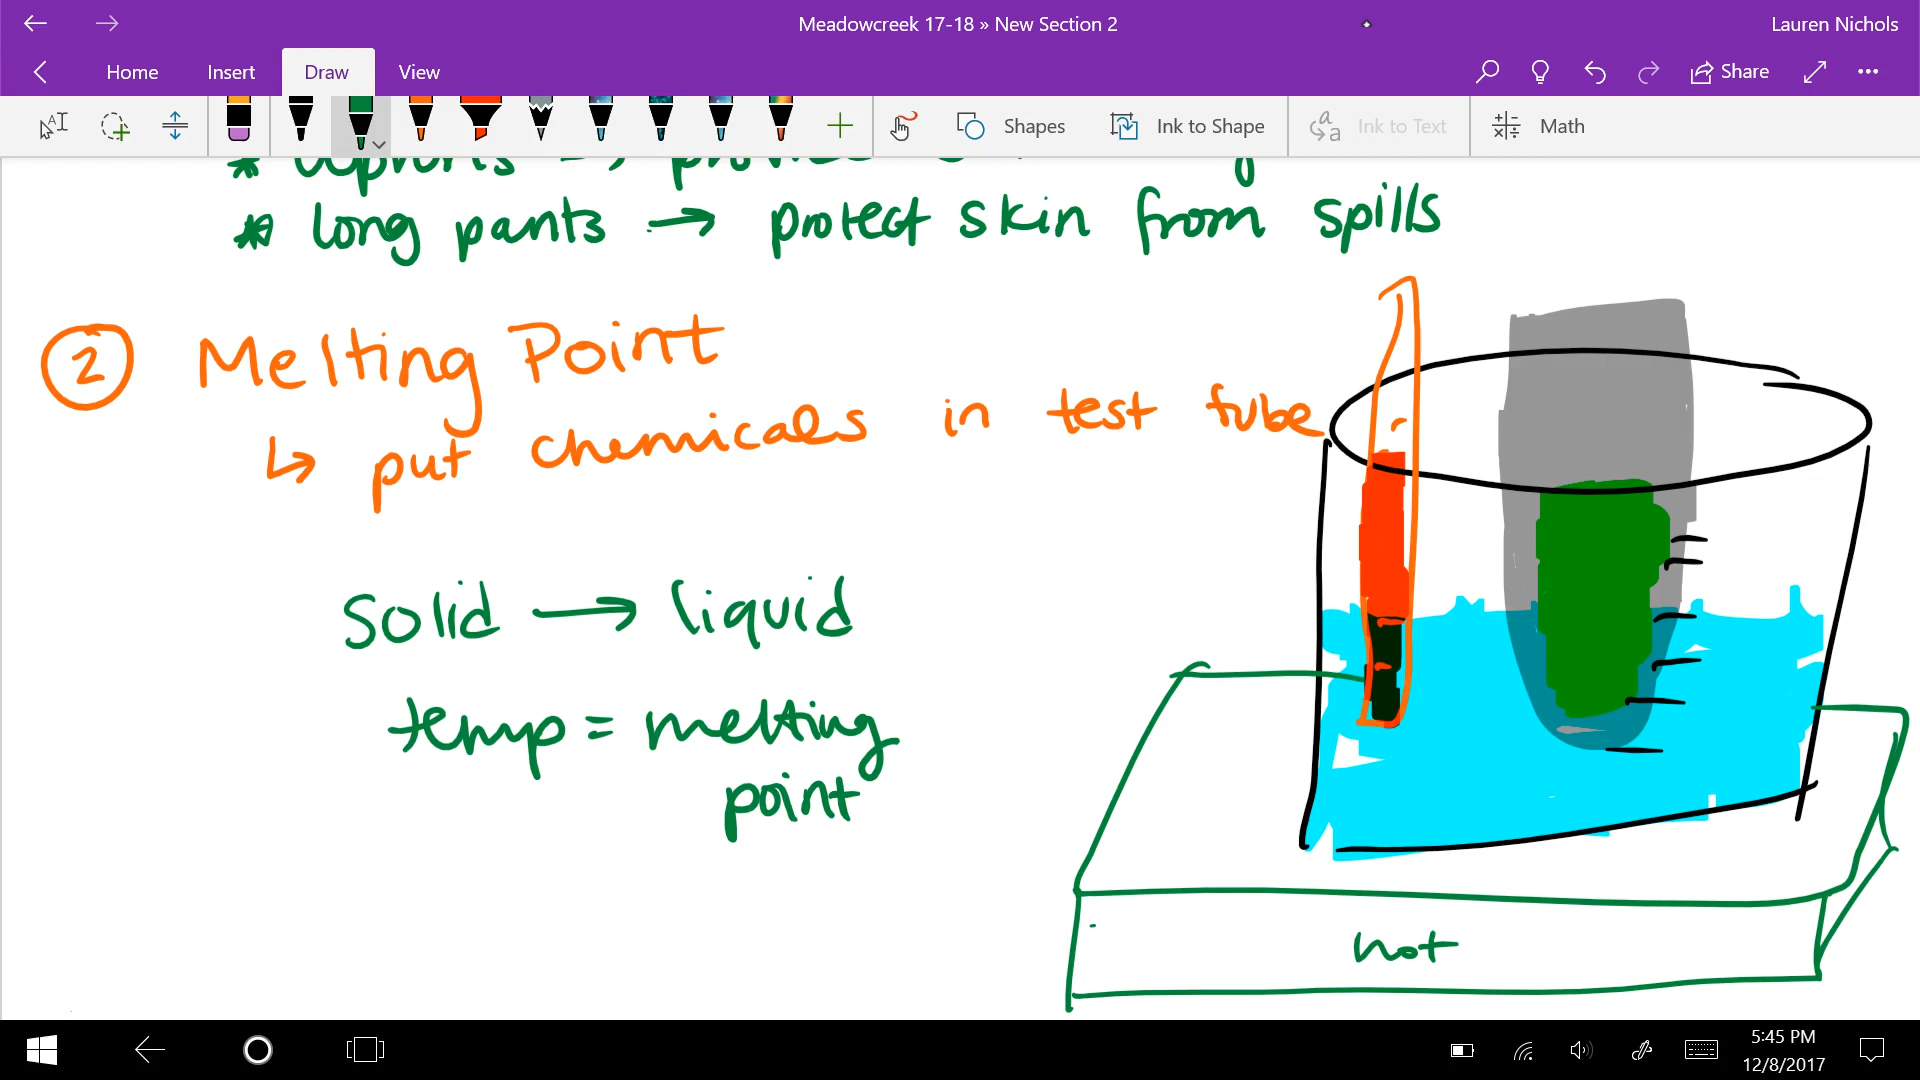 Meadowcreek 17-18 » New Section 2
Lauren Nichols
Home Insert Draw View
Share
Shapes Ink to Shape Ink to Text Math
* long pants → protect skin from spills
② Melting Point
↳ put chemicals in test tube
solid → liquid
temp = melting
point
hot
5:45 PM
12/8/2017